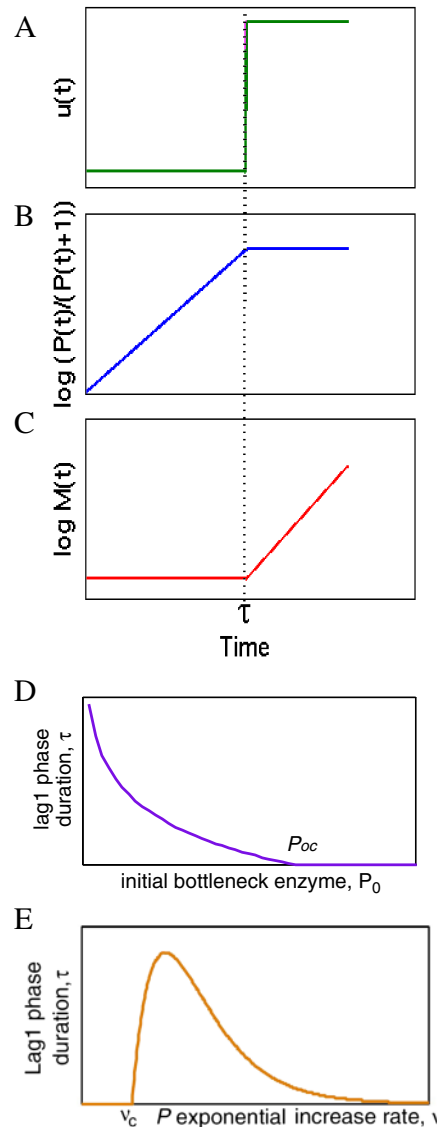 A
u(t)
B
log (P(t)/(P(t)+1))
C
log M(t)
τ
Time
D
lag1 phase
duration, τ
Poc
initial bottleneck enzyme, P0
E
Lag1 phase
duration, τ
νc
P exponential increase rate, ν